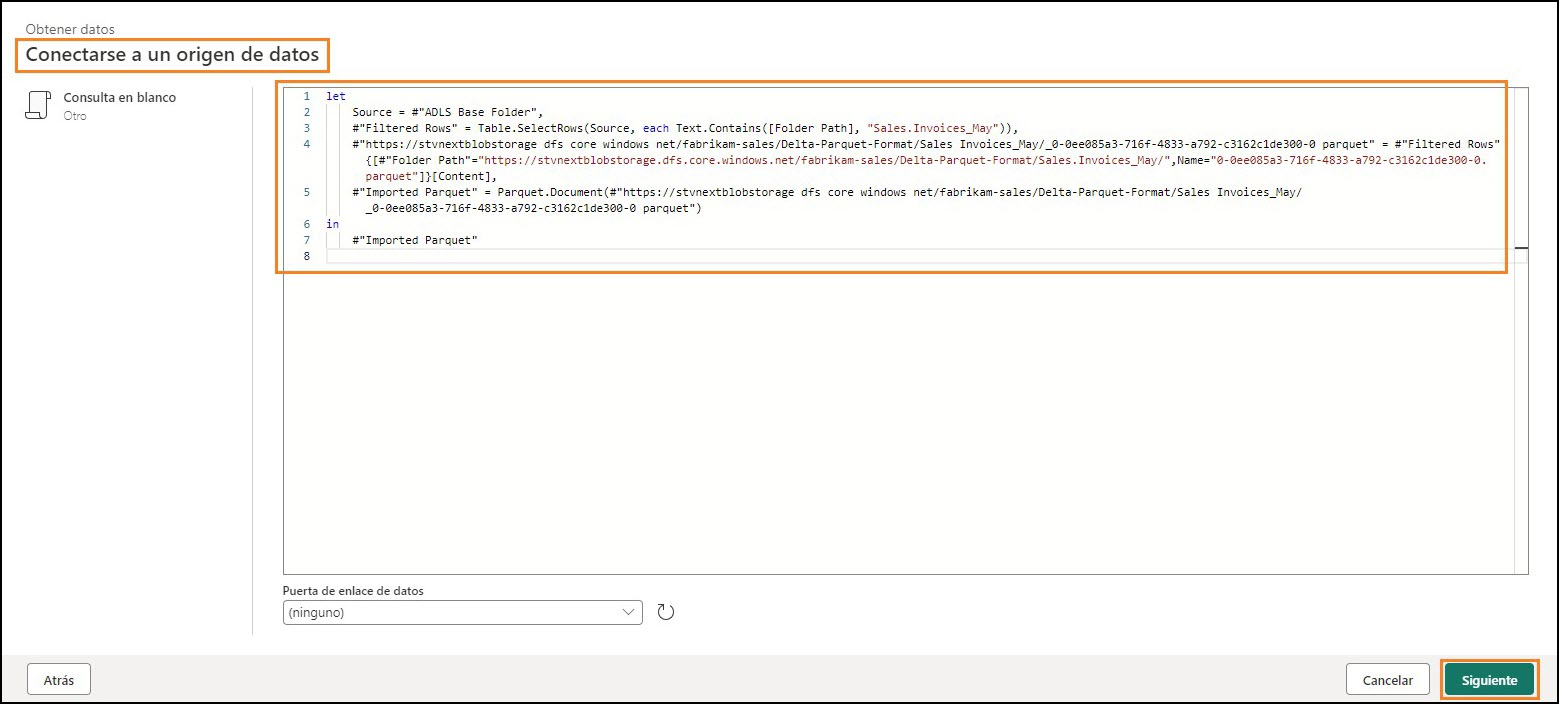 Obtener datos
Conectarse a un origen de datos
Consulta en blanco
Otro
1 let
2 Source = #"ADLS Base Folder",
3 #"Filtered Rows" = Table.SelectRows(Source, each Text.Contains([Folder Path], "Sales.Invoices_May")),
4 #"https://stvnextblobstorage dfs core windows net/fabrikam-sales/Delta-Parquet-Format/Sales Invoices_May/_0-0ee085a3-716f-4833-a792-c3162c1de300-0 parquet" = #"Filtered Rows"
{[#"Folder Path"="https://stvnextblobstorage.dfs.core.windows.net/fabrikam-sales/Delta-Parquet-Format/Sales.Invoices_May/",Name="0-0ee085a3-716f-4833-a792-c3162c1de300-0.
parquet"]}[Content],
5 #"Imported Parquet" = Parquet.Document(#"https://stvnextblobstorage dfs core windows net/fabrikam-sales/Delta-Parquet-Format/Sales Invoices_May/
_0-0ee085a3-716f-4833-a792-c3162c1de300-0 parquet")
6 in
7 #"Imported Parquet"
8
Puerta de enlace de datos
(ninguno)
Atrás
Cancelar
Siguiente